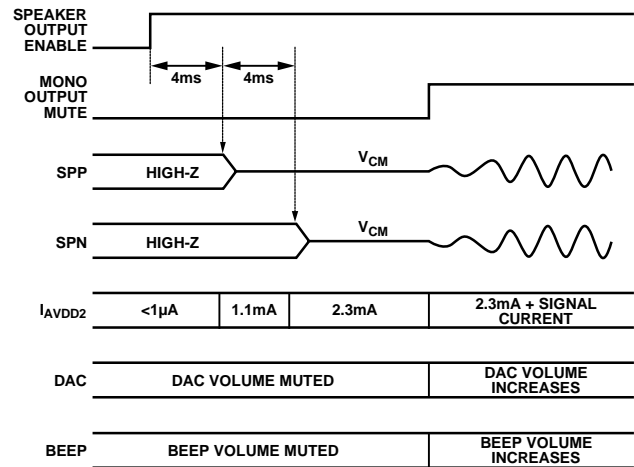 SPEAKER
OUTPUT
ENABLE
4ms
4ms
MONO
OUTPUT
MUTE
VCM
SPP
HIGH-Z
VCM
SPN
HIGH-Z
IAVDD2
<1µA
1.1mA
2.3mA
2.3mA + SIGNAL
CURRENT
DAC
DAC VOLUME MUTED
DAC VOLUME
INCREASES
BEEP
BEEP VOLUME MUTED
BEEP VOLUME
INCREASES